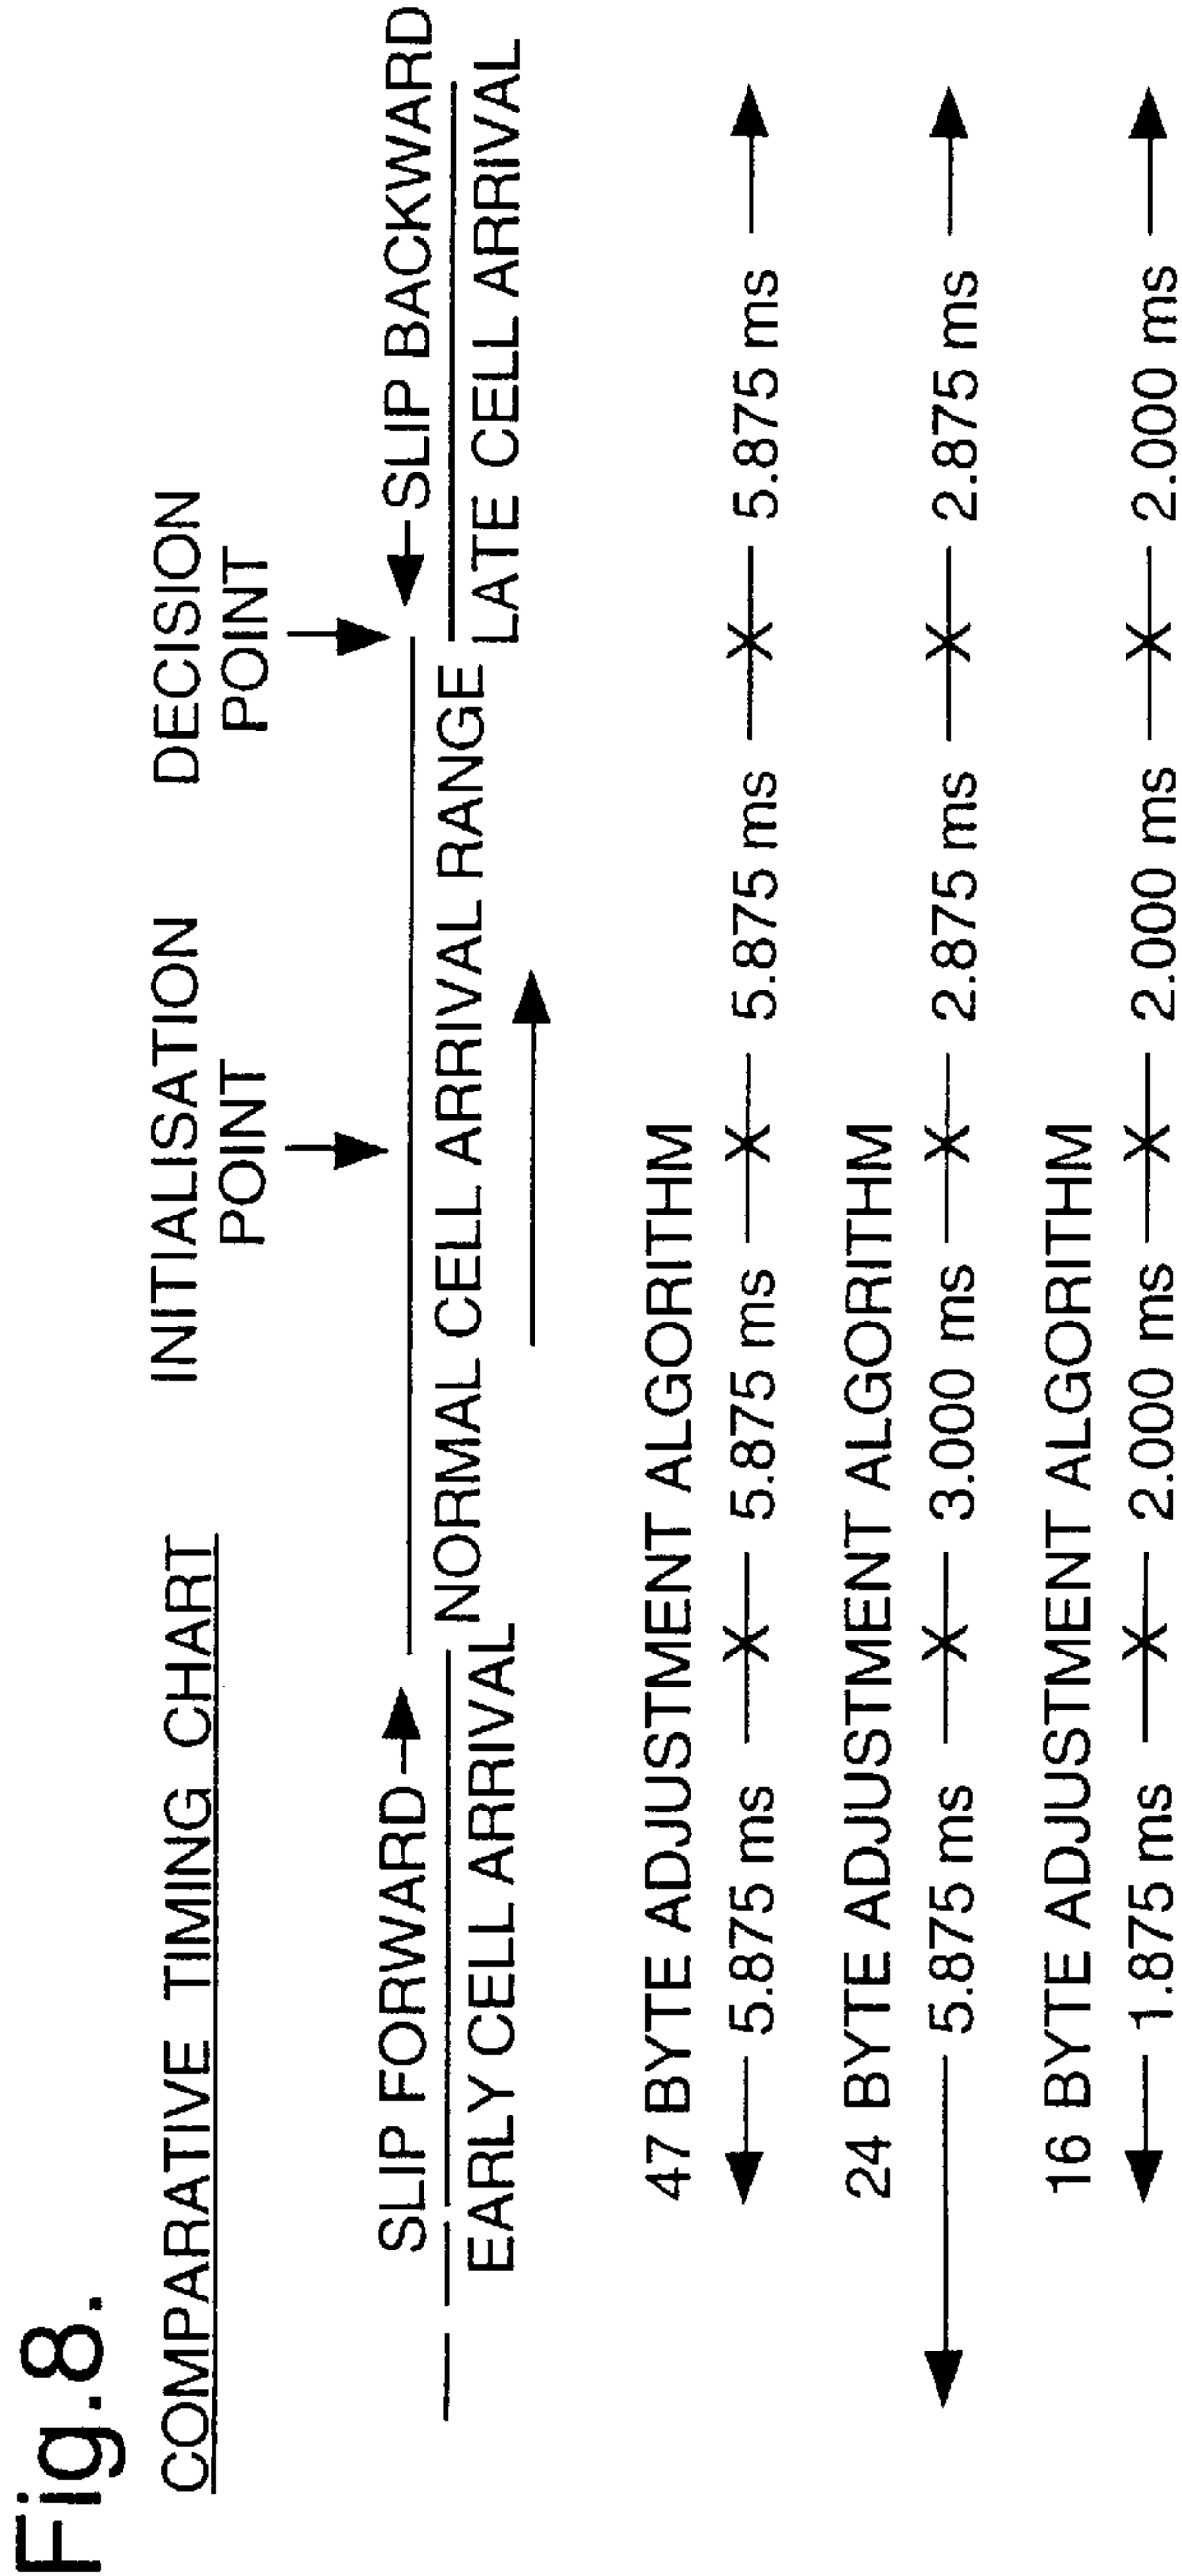 Fig.8.
COMPARATIVE TIMING CHART
INITIALISATION
POINT
DECISION
POINT
SLIP FORWARD
SLIP BACKWARD
EARLY CELL ARRIVAL
NORMAL CELL ARRIVAL RANGE
LATE CELL ARRIVAL
47 BYTE ADJUSTMENT ALGORITHM
5.875 ms X 5.875 ms X 5.875 ms X 5.875 ms
24 BYTE ADJUSTMENT ALGORITHM
5.875 ms X 3.000 ms X 2.875 ms X 2.875 ms
16 BYTE ADJUSTMENT ALGORITHM
1.875 ms X 2.000 ms X 2.000 ms X 2.000 ms